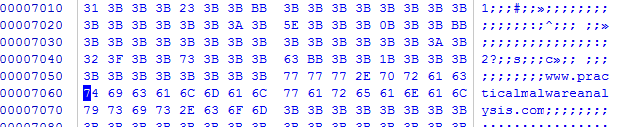 00007010 31 3B 3B 3B 23 3B 3B BB 3B 3B 3B 3B 3B 3B 3B 3B 1;;;#;;»;;;;;;;;
00007020 3B 3B 3B 3B 3B 3B 3A 3B 5E 3B 3B 3B 0B 3B 3B BB ;;;;;;:;^;;; ;;»
00007030 3B 3B 3B 3B 3B 3B 3B 3B 3B 3B 3B 3B 3B 3B 3A 3B ;;;;;;;;;;;;;;:;
00007040 32 3F 3B 3B 73 3B 3B 3B 63 BB 3B 3B 1B 3B 3B 3B 2?;;s;;;c»;; ;;;
00007050 3B 3B 3B 3B 3B 3B 3B 3B 77 77 77 2E 70 72 61 63 ;;;;;;;;www.prac
00007060 74 69 63 61 6C 6D 61 6C 77 61 72 65 61 6E 61 6C ticalmalwareanal
00007070 79 73 69 73 2E 63 6F 6D 3B 3B 3B 3B 3B 3B 3B 3B ysis.com;;;;;;;;